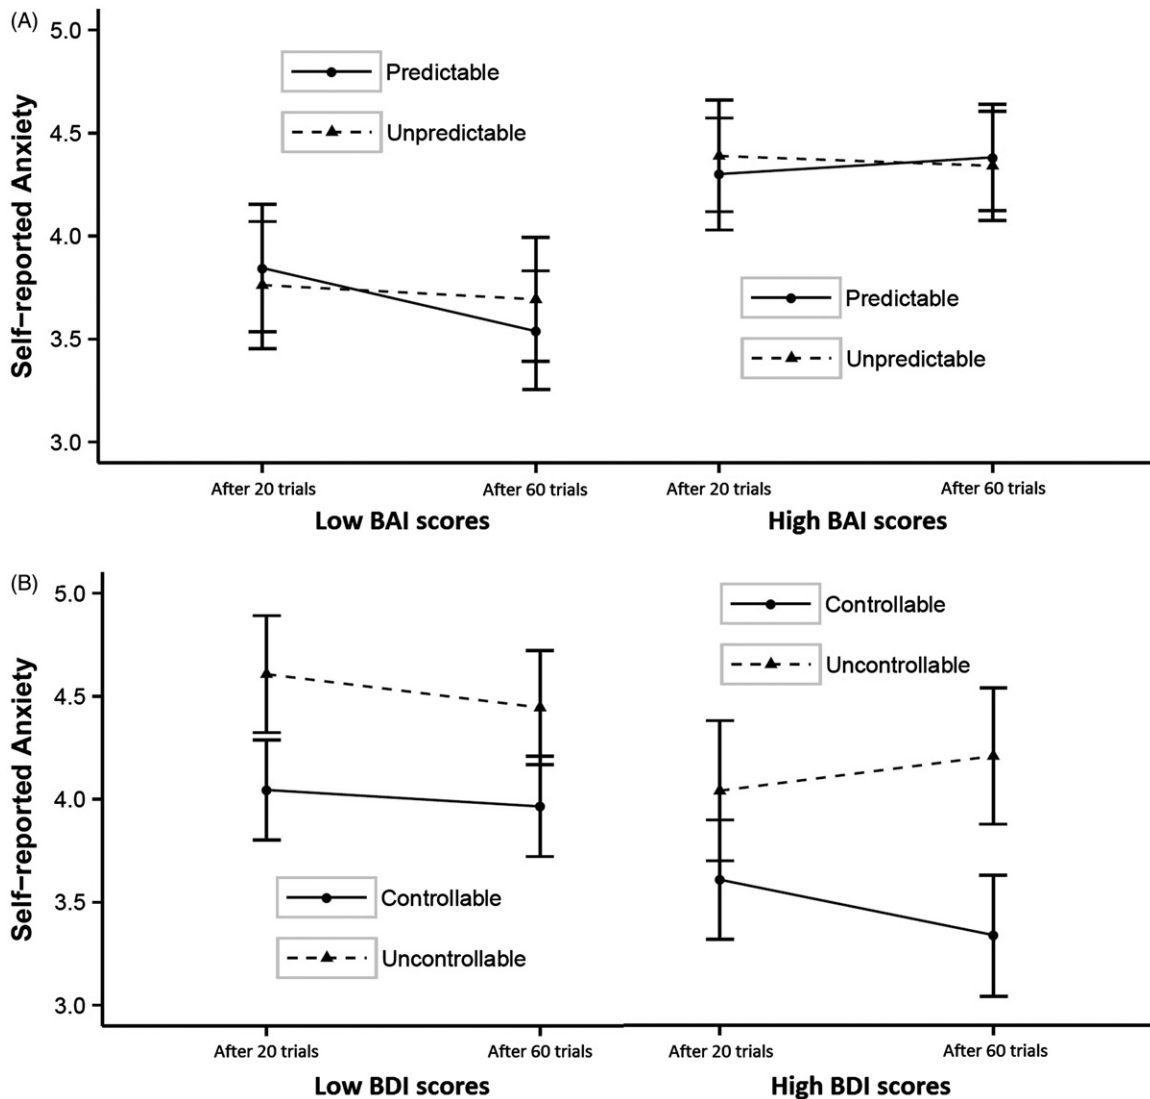 (A)
5.0
4.5
4.0
3.5
3.0
Self-reported Anxiety
Predictable
Unpredictable
Predictable
Unpredictable
After 20 trials After 60 trials After 20 trials After 60 trials
Low BAI scores High BAI scores
(B)
5.0
4.5
4.0
3.5
3.0
Self-reported Anxiety
Controllable
Uncontrollable
Controllable
Uncontrollable
After 20 trials After 60 trials After 20 trials After 60 trials
Low BDI scores High BDI scores